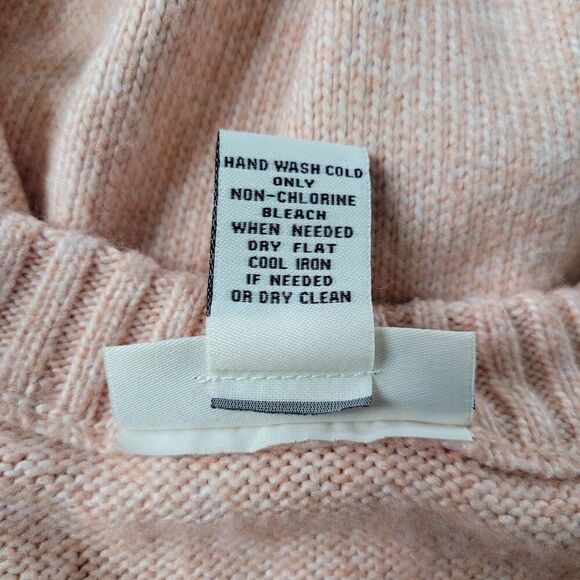 HAND WASH COLD
ONLY
NON-CHLORINE
BLEACH
WHEN NEEDED
DRY FLAT
COOL IRON
IF NEEDED
OR DRY CLEAN